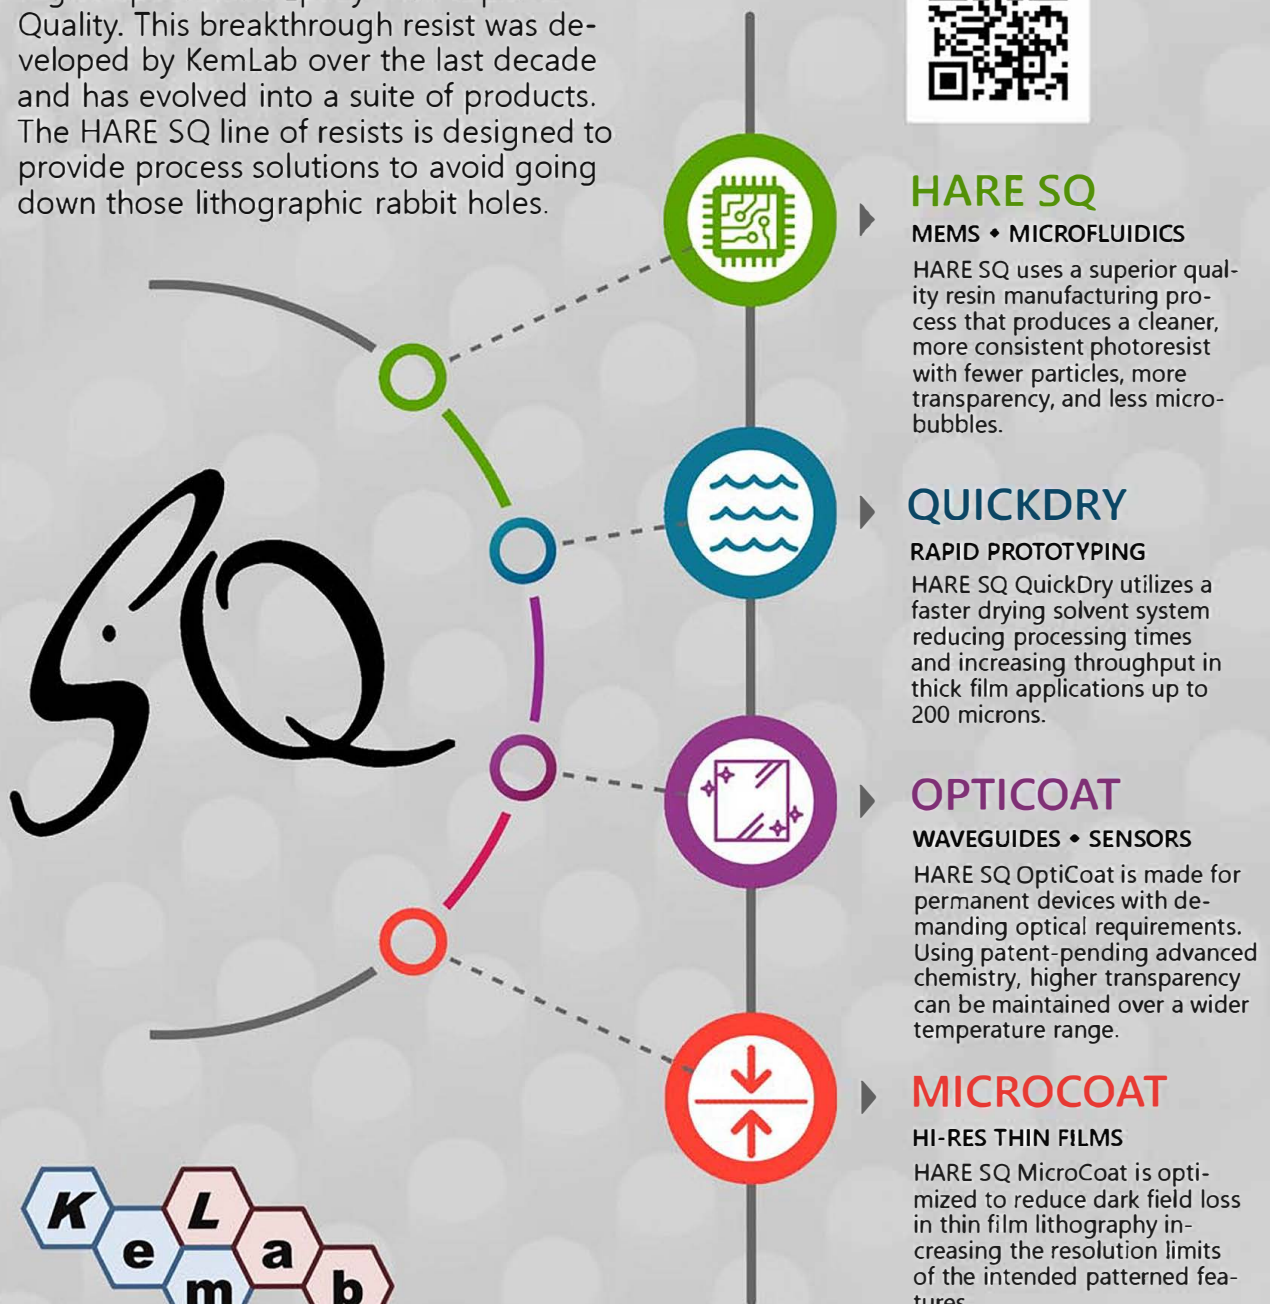 Quality. This breakthrough resist was de-
veloped by KemLab over the last decade
and has evolved into a suite of products.
The HARE SQ line of resists is designed to
provide process solutions to avoid going
down those lithographic rabbit holes.
HARE SQ
MEMS • MICROFLUIDICS
HARE SQ uses a superior qual-
ity resin manufacturing pro-
cess that produces a cleaner,
more consistent photoresist
with fewer particles, more
transparency, and less micro-
bubbles.
QUICKDRY
RAPID PROTOTYPING
HARE SQ QuickDry utilizes a
faster drying solvent system
reducing processing times
and increasing throughput in
thick film applications up to
200 microns.
SQ
OPTICOAT
WAVEGUIDES • SENSORS
HARE SQ OptiCoat is made for
permanent devices with de-
manding optical requirements.
Using patent-pending advanced
chemistry, higher transparency
can be maintained over a wider
temperature range.
MICROCOAT
HI-RES THIN FILMS
HARE SQ MicroCoat is opti-
mized to reduce dark field loss
in thin film lithography in-
creasing the resolution limits
of the intended patterned fea-
tures
KemLab